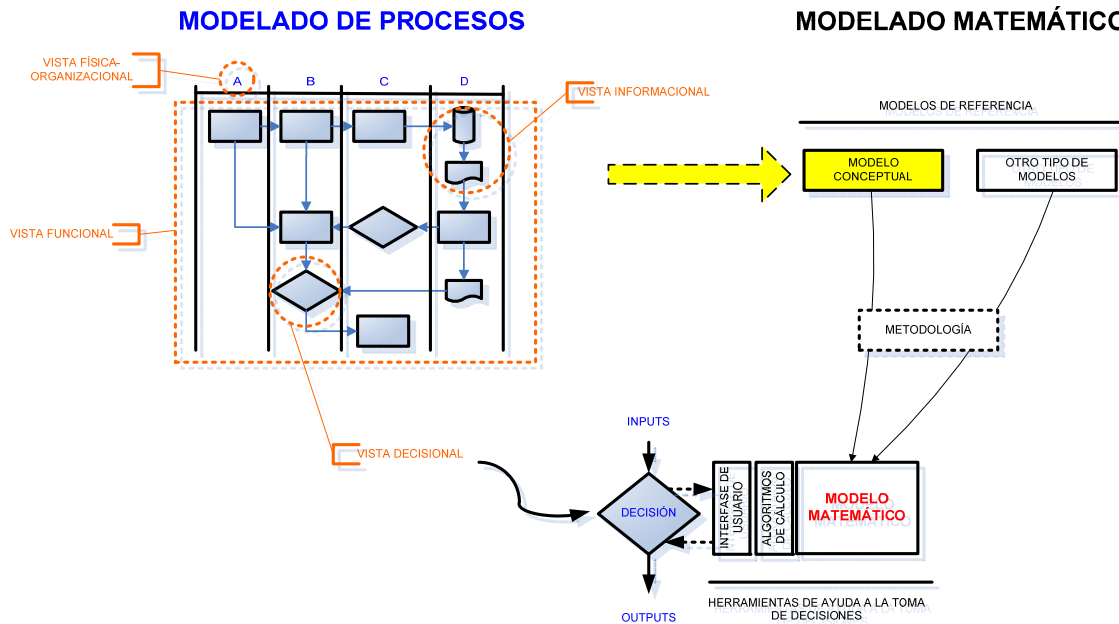 MODELADO DE PROCESOS
MODELADO MATEMÁTICO
VISTA FÍSICA-
ORGANIZACIONAL
A
B
C
D
VISTA INFORMACIONAL
MODELOS DE REFERENCIA
MODELO
CONCEPTUAL
OTRO TIPO DE
MODELOS
VISTA FUNCIONAL
METODOLOGÍA
INPUTS
VISTA DECISIONAL
DECISIÓN
INTERFASE DE
USUARIO
ALGORITMOS
DE CÁLCULO
MODELO
MATEMÁTICO
OUTPUTS
HERRAMIENTAS DE AYUDA A LA TOMA
DE DECISIONES